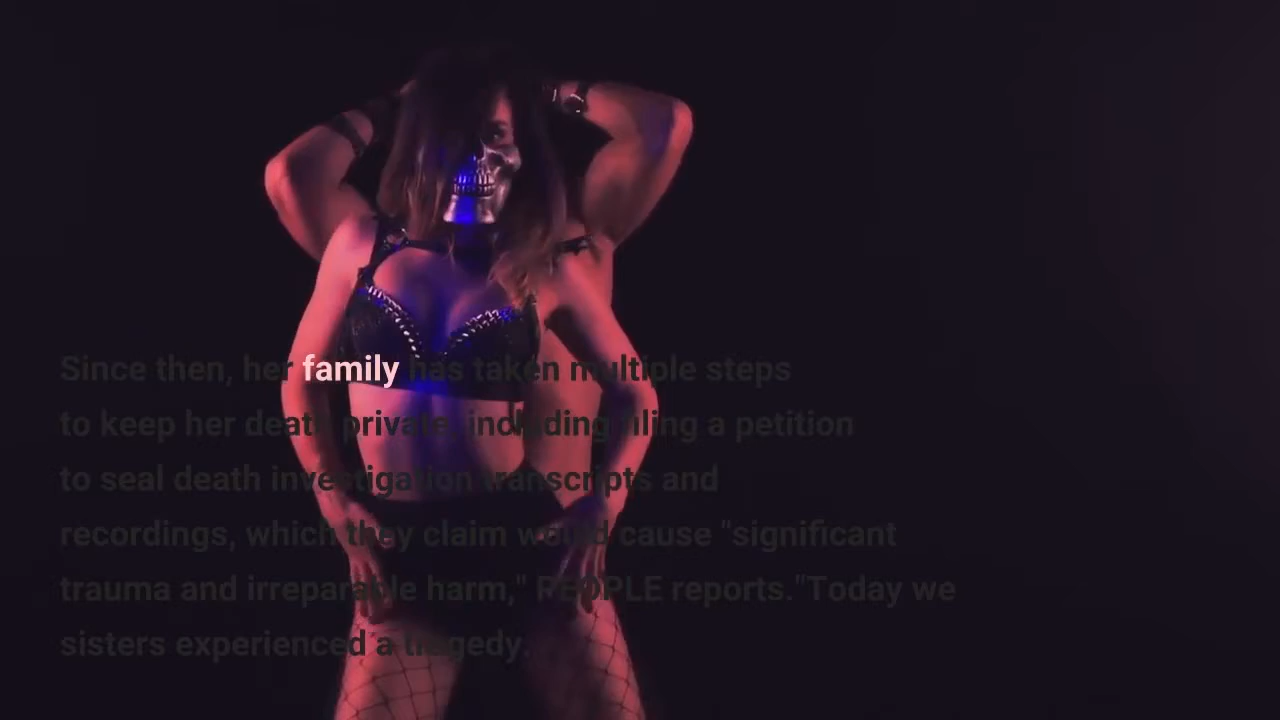 Since then, her family has taken multiple steps
to keep her death private, including filing a petition
to seal death investigation transcripts and
recordings, which they claim would cause "significant
trauma and irreparable harm," PEOPLE reports."Today we
sisters experienced a tragedy.